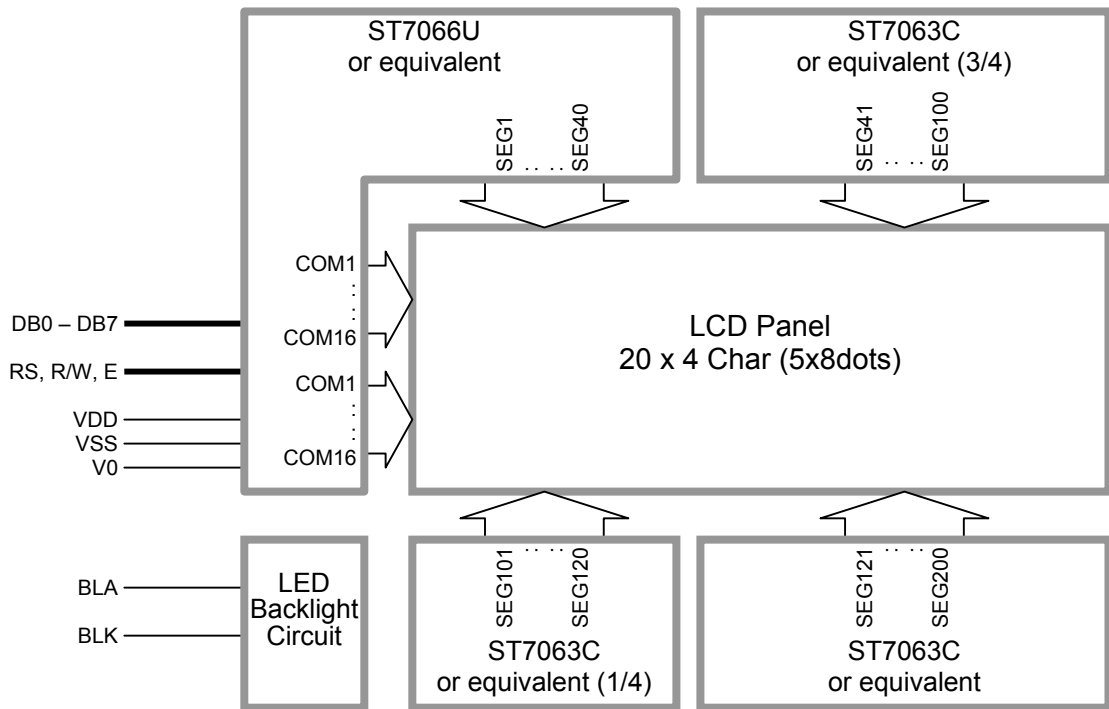 ST7066U
or equivalent
SEG1
.. ..
SEG40
ST7063C
or equivalent (3/4)
SEG41
.. ..
SEG100
COM1
. . . .
COM16
COM1
. . . .
COM16
DB0 – DB7
RS, R/W, E
VDD
VSS
V0
LCD Panel
20 x 4 Char (5x8dots)
BLA
BLK
LED
Backlight
Circuit
SEG101
.. ..
SEG120
ST7063C
or equivalent (1/4)
SEG121
.. ..
SEG200
ST7063C
or equivalent